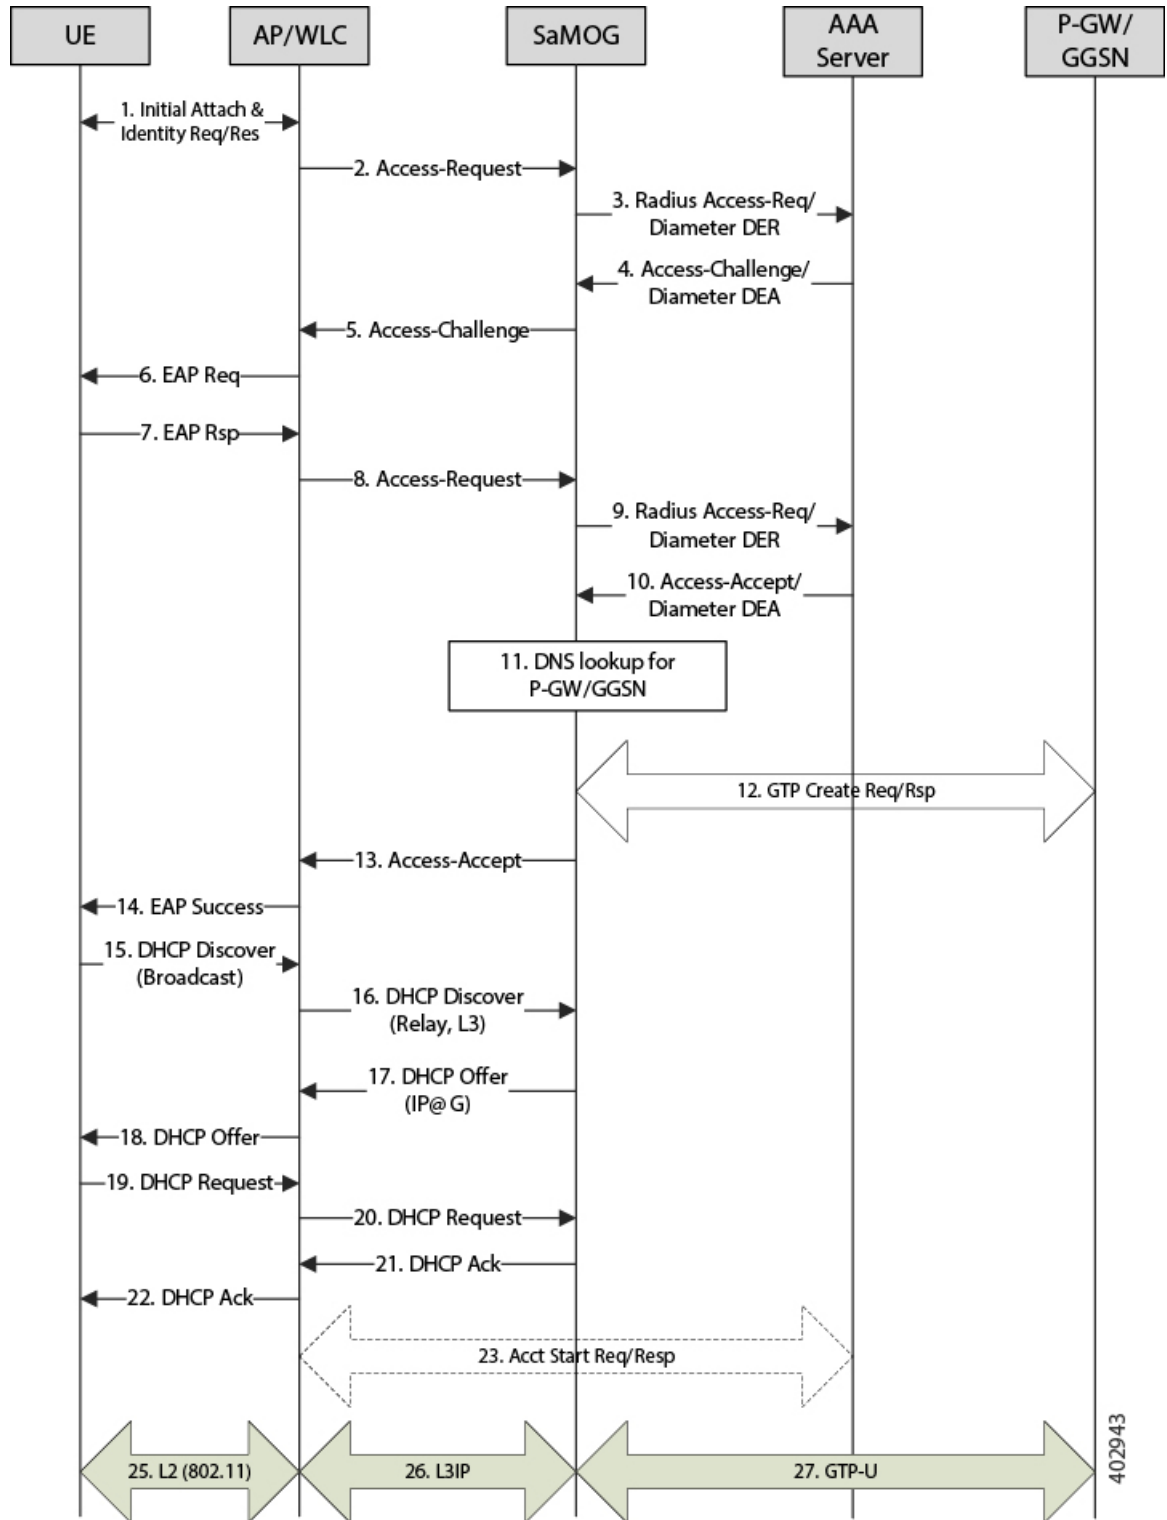 UE
AP/WLC
SaMOG
AAA
Server
P-GW/
GGSN
1. Initial Attach &
Identity Req/Res
2. Access-Request
3. Radius Access-Req/
Diameter DER
4. Access-Challenge/
Diameter DEA
5. Access-Challenge
6. EAP Req
7. EAP Rsp
8. Access-Request
9. Radius Access-Req/
Diameter DER
10. Access-Accept/
Diameter DEA
11. DNS lookup for
P-GW/GGSN
12. GTP Create Req/Rsp
13. Access-Accept
14. EAP Success
15. DHCP Discover
(Broadcast)
16. DHCP Discover
(Relay, L3)
17. DHCP Offer
(IP@ G)
18. DHCP Offer
19. DHCP Request
20. DHCP Request
21. DHCP Ack
22. DHCP Ack
23. Acct Start Req/Resp
25. L2 (802.11)
26. L3IP
27. GTP-U
402943